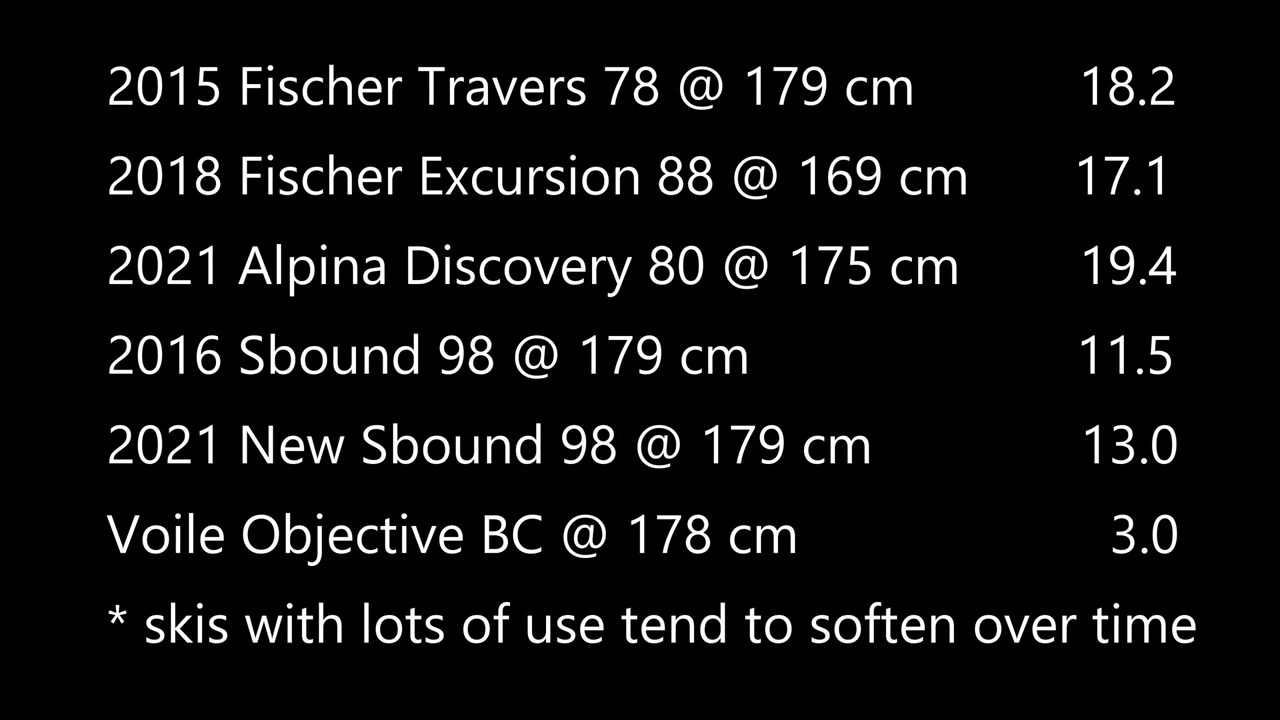 2015 Fischer Travers 78 @ 179 cm 18.2
2018 Fischer Excursion 88 @ 169 cm 17.1
2021 Alpina Discovery 80 @ 175 cm 19.4
2016 Sbound 98 @ 179 cm 11.5
2021 New Sbound 98 @ 179 cm 13.0
Voile Objective BC @ 178 cm 3.0
* skis with lots of use tend to soften over time